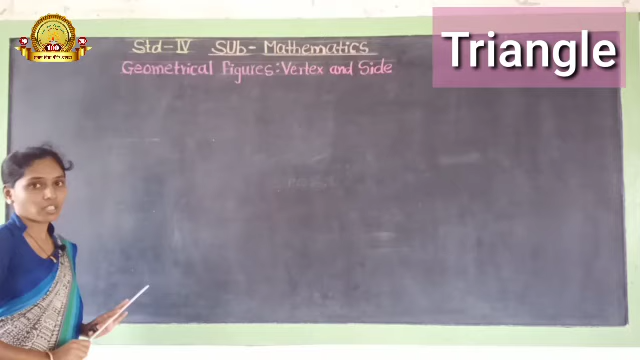 Std-IV Sub- Mathematics
Triangle
Geometrical Figures: Vertex and Side